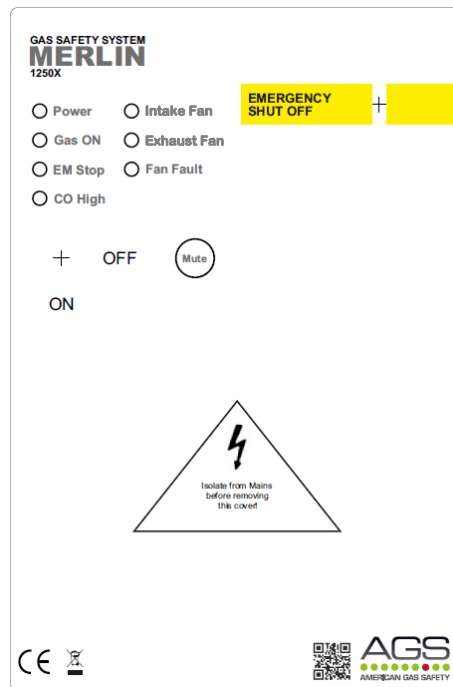 GAS SAFETY SYSTEM
MERLIN
1250X
EMERGENCY
SHUT OFF
Power
Intake Fan
Gas ON
Exhaust Fan
EM Stop
Fan Fault
CO High
OFF
Mute
ON
Isolate from Mains
before removing
this cover!
CE
AGS
AMERICAN GAS SAFETY